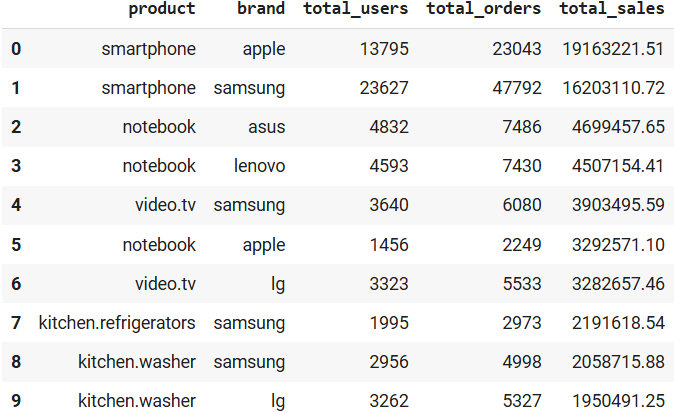 product brand total_users total_orders total_sales
0 smartphone apple 13795 23043 19163221.51
1 smartphone samsung 23627 47792 16203110.72
2 notebook asus 4832 7486 4699457.65
3 notebook lenovo 4593 7430 4507154.41
4 video.tv samsung 3640 6080 3903495.59
5 notebook apple 1456 2249 3292571.10
6 video.tv lg 3323 5533 3282657.46
7 kitchen.refrigerators samsung 1995 2973 2191618.54
8 kitchen.washer samsung 2956 4998 2058715.88
9 kitchen.washer lg 3262 5327 1950491.25